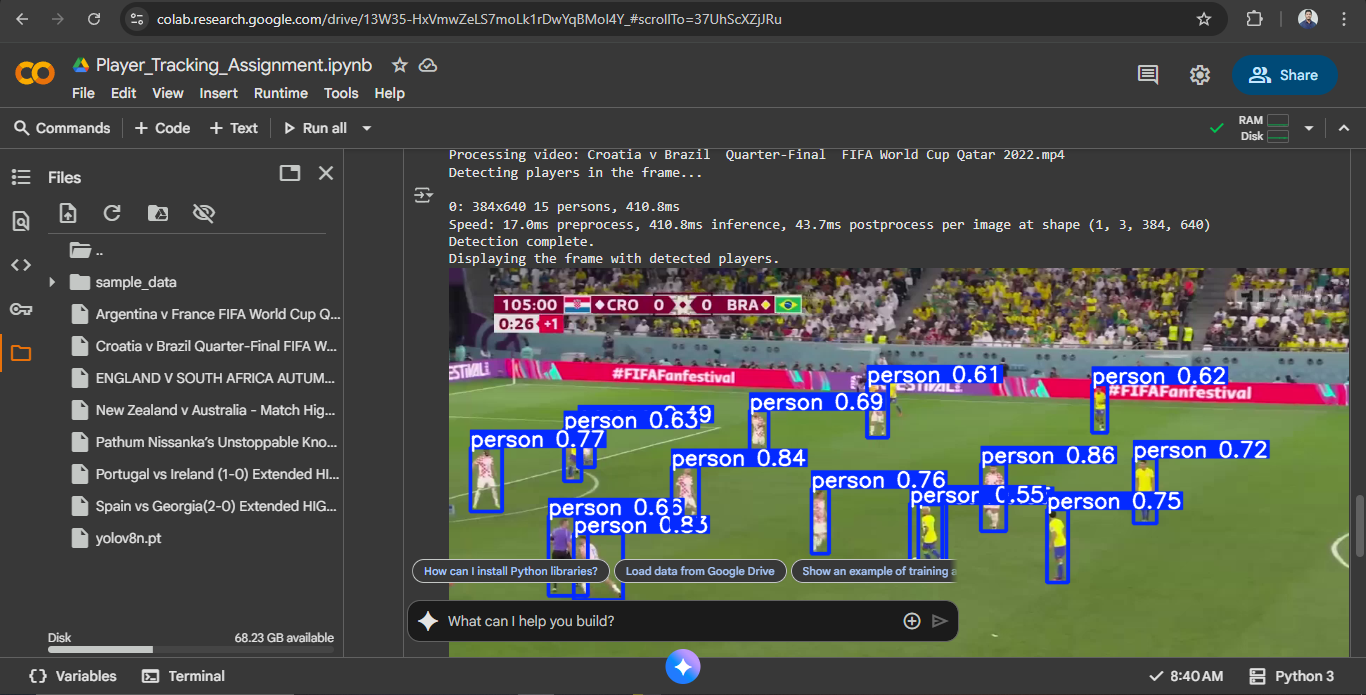 colab.research.google.com/drive/13W35-HxVmwZeLS7moLk1rDwYqBMol4Y_#scrollTo=37UhScXZjJRu
Player_Tracking_Assignment.ipynb
File Edit View Insert Runtime Tools Help
Share
Commands + Code + Text Run all
RAM
Disk
Files
..
sample_data
Argentina v France FIFA World Cup Q...
Croatia v Brazil Quarter-Final FIFA W...
ENGLAND V SOUTH AFRICA AUTUM...
New Zealand v Australia - Match Hig...
Pathum Nissanka's Unstoppable Kno...
Portugal vs Ireland (1-0) Extended HI...
Spain vs Georgia(2-0) Extended HIG...
yolov8n.pt
Disk 68.23 GB available
Processing video: Croatia v Brazil  Quarter-Final  FIFA World Cup Qatar 2022.mp4
Detecting players in the frame...
0: 384x640 15 persons, 410.8ms
Speed: 17.0ms preprocess, 410.8ms inference, 43.7ms postprocess per image at shape (1, 3, 384, 640)
Detection complete.
Displaying the frame with detected players.
105:00 CRO 0 0 BRA
0:26 +1
#FIFAFanfestival
#FIFAFanfestival
person 0.61
person 0.62
person 0.69
person 0.63
person 0.77
person 0.84
person 0.86
person 0.72
person 0.76
person 0.55
person 0.75
person 0.83
How can I install Python libraries?
Load data from Google Drive
Show an example of training
What can I help you build?
Variables Terminal
8:40 AM Python 3